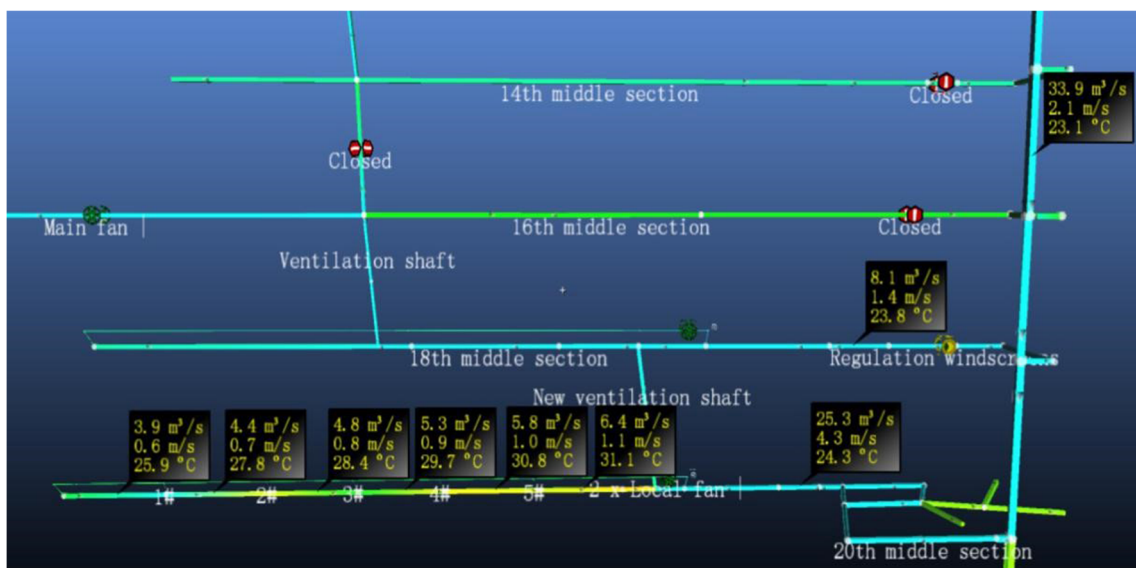 14th middle section
Closed
33.9 m³/s
2.1 m/s
23.1 °C
Closed
Main fan
16th middle section
Closed
Ventilation shaft
8.1 m³/s
1.4 m/s
23.8 °C
18th middle section
Regulation windscreens
New ventilation shaft
3.9 m³/s
0.6 m/s
25.9 °C
4.4 m³/s
0.7 m/s
27.8 °C
4.8 m³/s
0.8 m/s
28.4 °C
5.3 m³/s
0.9 m/s
29.7 °C
5.8 m³/s
1.0 m/s
30.8 °C
6.4 m³/s
1.1 m/s
31.1 °C
25.3 m³/s
4.3 m/s
24.3 °C
1#
2#
3#
4#
5#
2 x Local fan
20th middle section